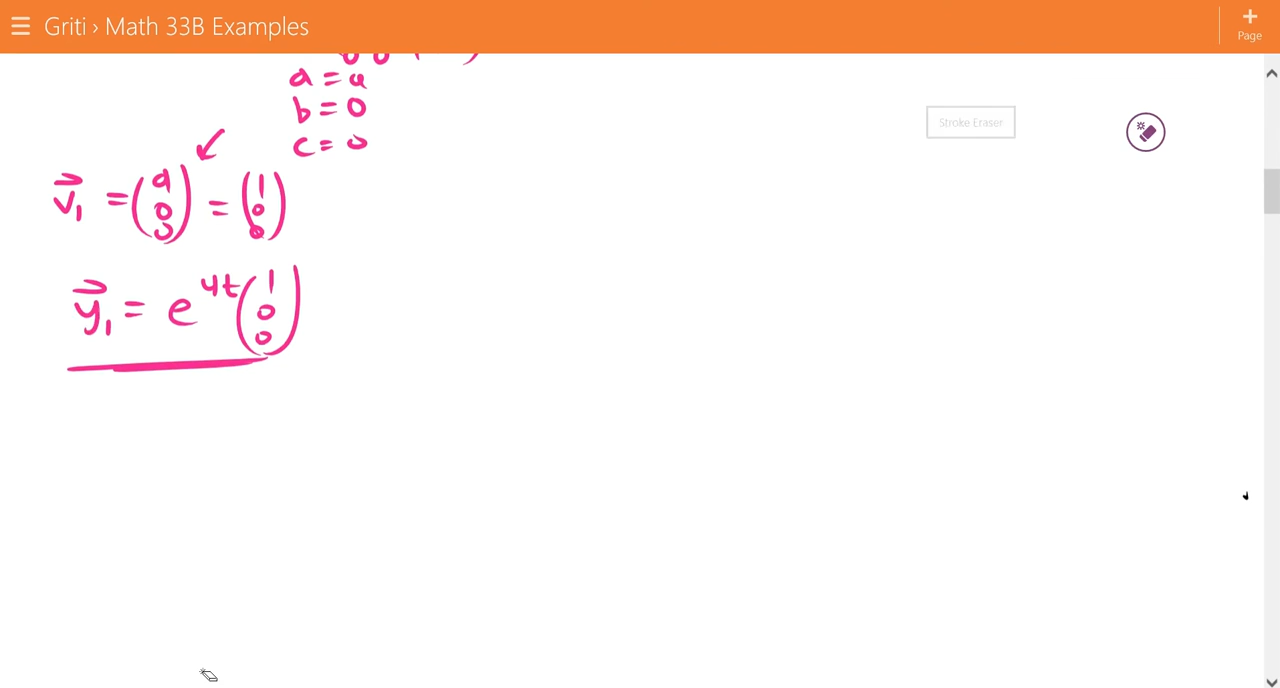 Griti › Math 33B Examples
+
Page
a = a
b = 0
c = 0
Stroke Eraser
v⃗₁ = (a 0 0) = (1 0 0)
y⃗₁ = e^4t (1 0 0)